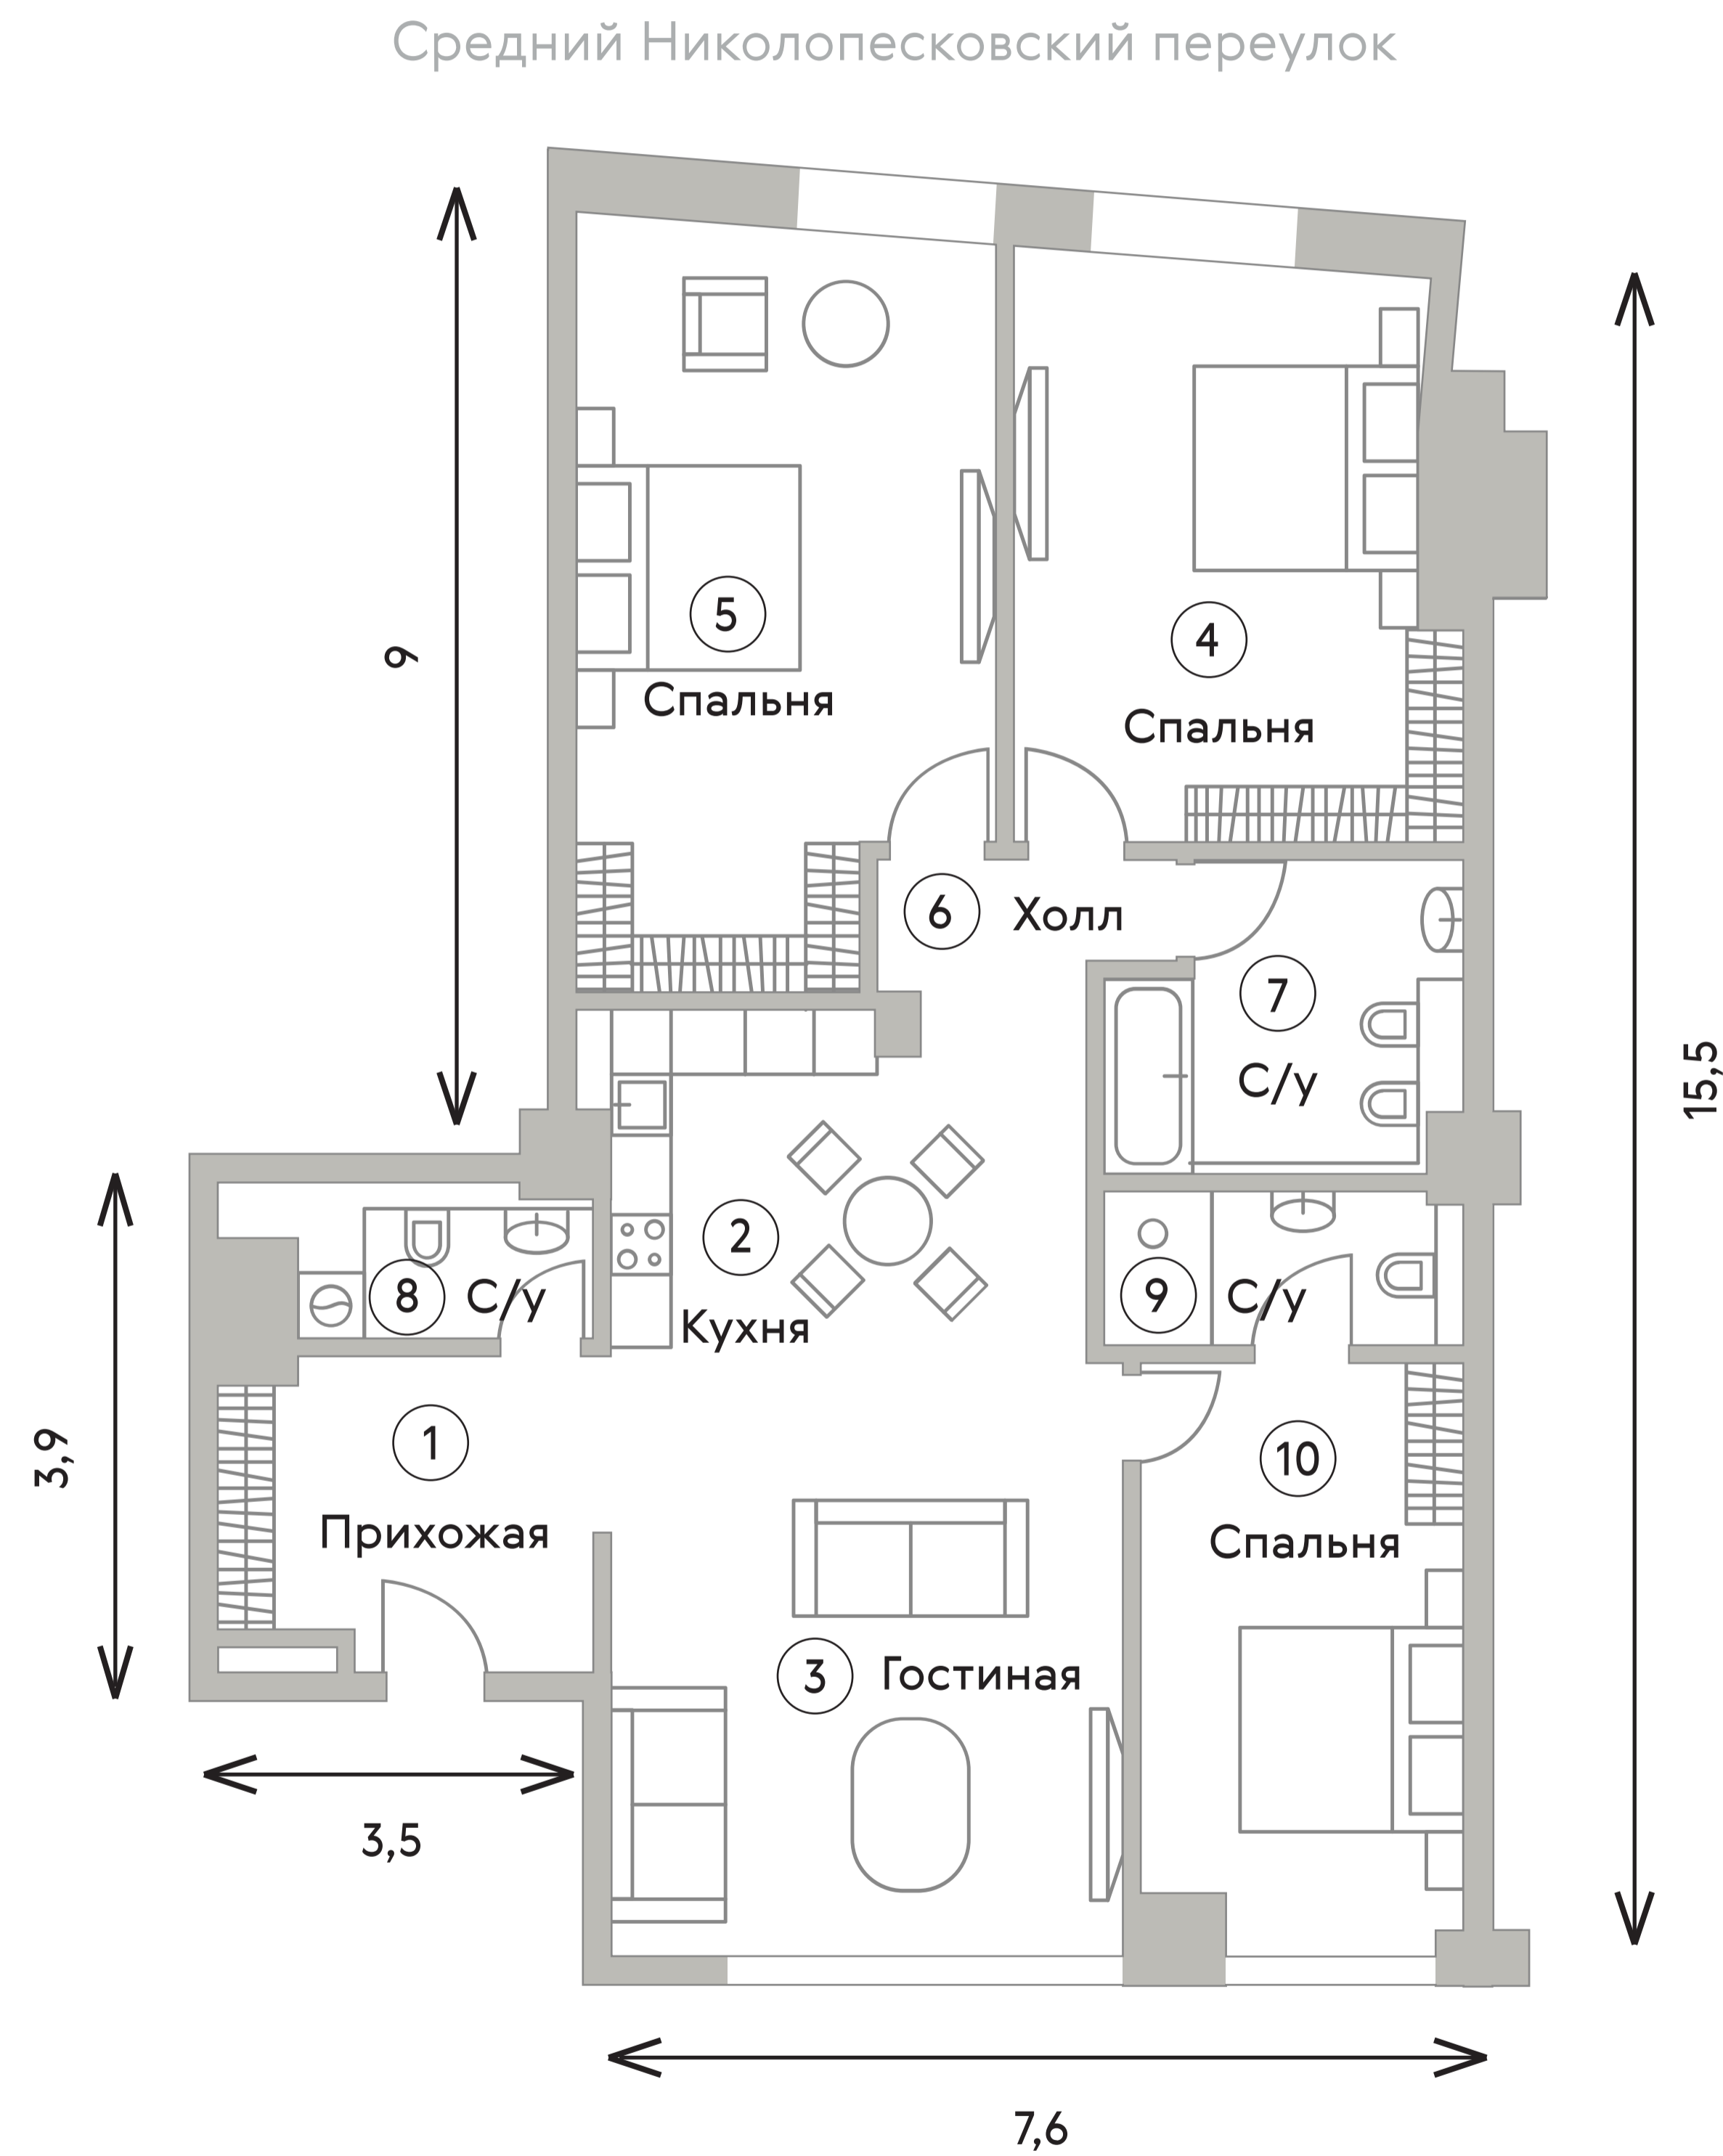 Средний Николопесковский переулок
9
5
Спальня
4
Спальня
6 Холл
7
С/у
15,5
2
Кухня
8 С/у
9 С/у
3,9
1
Прихожая
10
Спальня
3 Гостиная
3,5
7,6